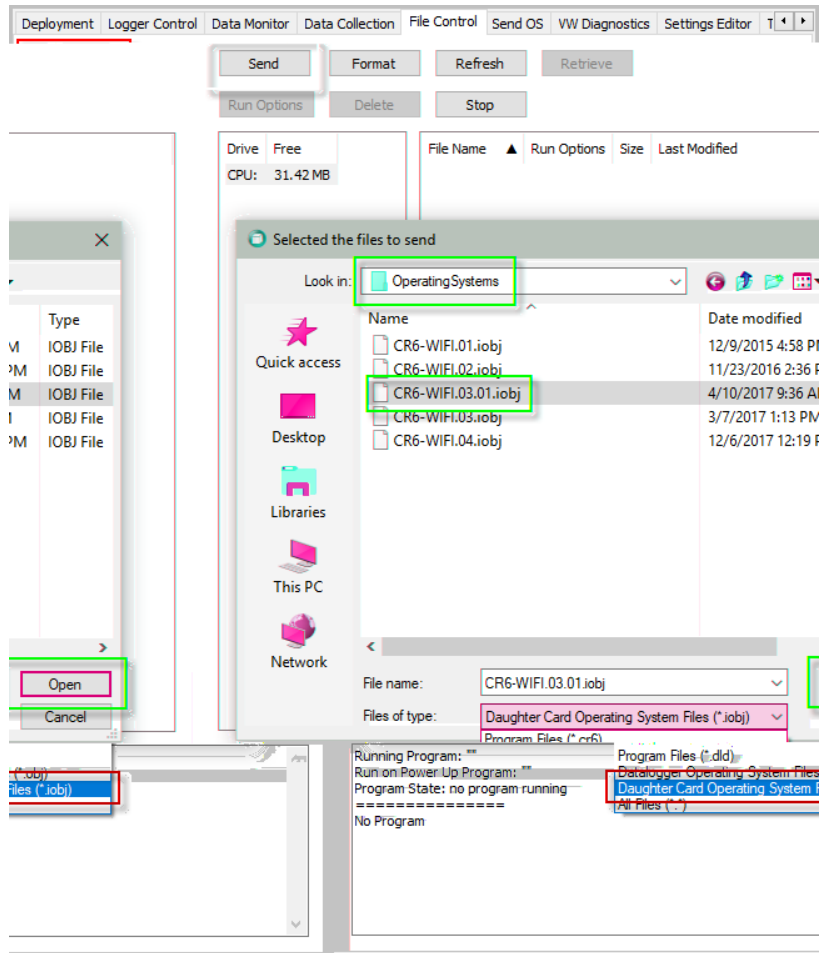 Deployment Logger Control Data Monitor Data Collection File Control Send OS VW Diagnostics Settings Editor T
Send Format Refresh Retrieve
Run Options Delete Stop
Drive Free
CPU: 31.42 MB
File Name Run Options Size Last Modified
Type
M IOBJ File
PM IOBJ File
M IOBJ File
IOBJ File
PM IOBJ File
Open
Cancel
Selected the files to send
Look in: OperatingSystems
Quick access
Desktop
Libraries
This PC
Network
Name Date modified
CR6-WIFI.01.iobj 12/9/2015 4:58 PM
CR6-WIFI.02.iobj 11/23/2016 2:36 P
CR6-WIFI.03.01.iobj 4/10/2017 9:36 AM
CR6-WIFI.03.iobj 3/7/2017 1:13 PM
CR6-WIFI.04.iobj 12/6/2017 12:19 P
File name: CR6-WIFI.03.01.iobj
Files of type: Daughter Card Operating System Files (*.iobj)
Program Files (*.cr6)
(*.obj)
Files (*.iobj)
Running Program: ""
Run on Power Up Program: ""
Program State: no program running
===============
No Program
Program Files (*.dld)
Datalogger Operating System Files
Daughter Card Operating System F
All Files (*.*)